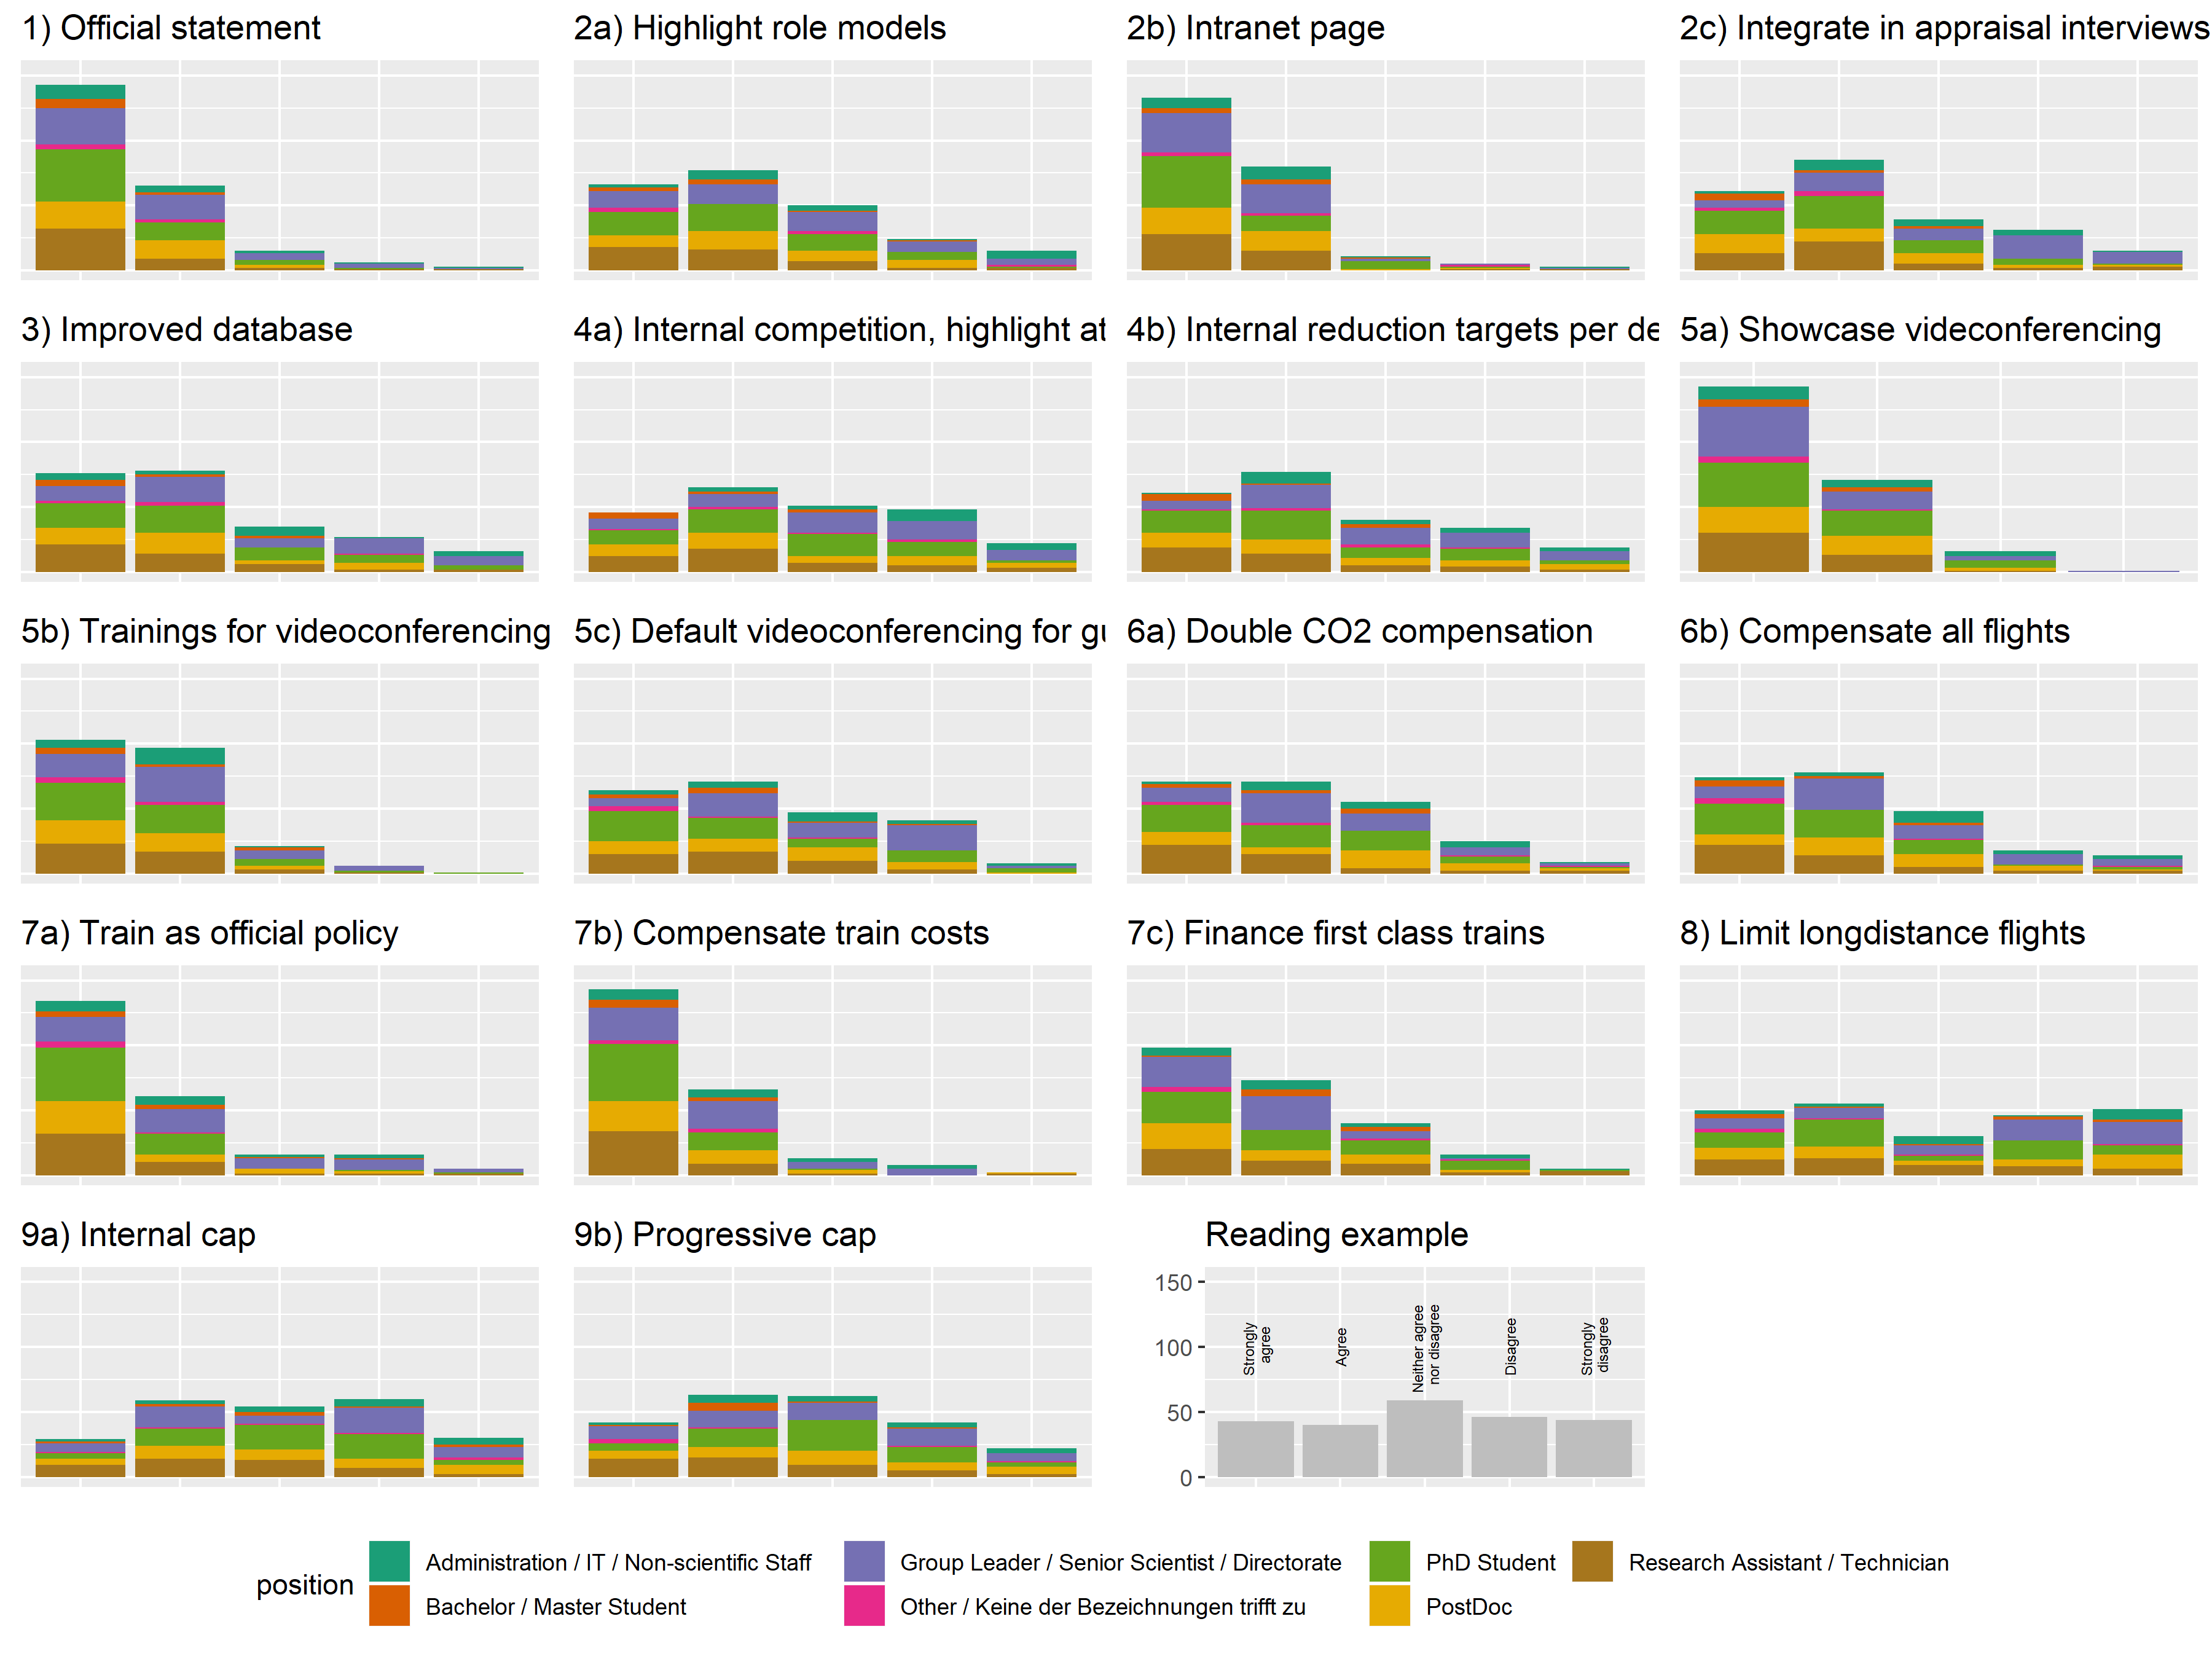 1) Official statement
2a) Highlight role models
2b) Intranet page
2c) Integrate in appraisal interviews
3) Improved database
4a) Internal competition, highlight at
4b) Internal reduction targets per de
5a) Showcase videconferencing
5b) Trainings for videoconferencing
5c) Default videoconferencing for gu
6a) Double CO2 compensation
6b) Compensate all flights
7a) Train as official policy
7b) Compensate train costs
7c) Finance first class trains
8) Limit longdistance flights
9a) Internal cap
9b) Progressive cap
Reading example
150
100
50
0
Strongly
agree
Agree
Neither agree
nor disagree
Disagree
Strongly
disagree
position
Administration / IT / Non-scientific Staff
Bachelor / Master Student
Group Leader / Senior Scientist / Directorate
Other / Keine der Bezeichnungen trifft zu
PhD Student
PostDoc
Research Assistant / Technician